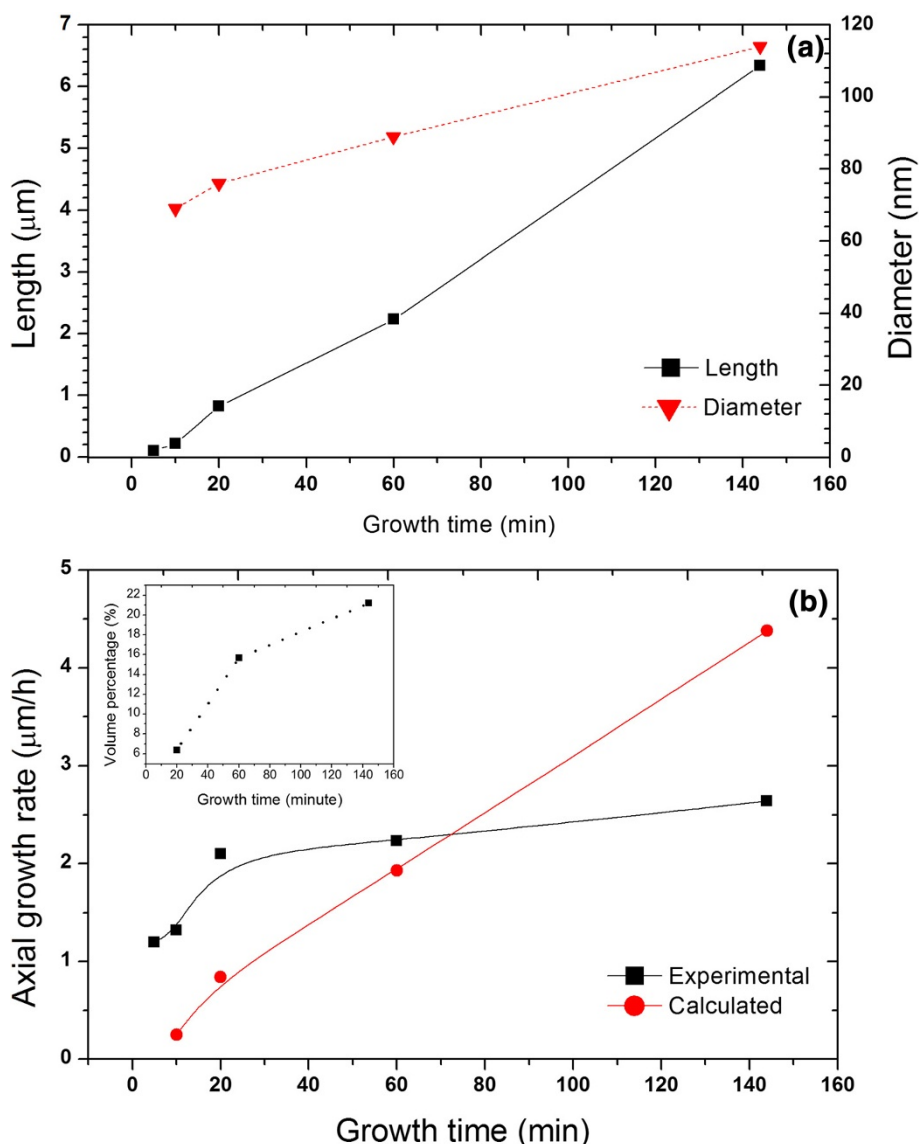 (a)
7
6
5
4
3
2
1
0
Length (μm)
120
100
80
60
40
20
0
Diameter (nm)
Length
Diameter
0 20 40 60 80 100 120 140 160
Growth time (min)
(b)
5
4
3
2
1
0
Axial growth rate (μm/h)
22
20
18
16
14
12
10
8
6
Volume percentage (%)
0 20 40 60 80 100 120 140 160
Growth time (minute)
Experimental
Calculated
0 20 40 60 80 100 120 140 160
Growth time (min)